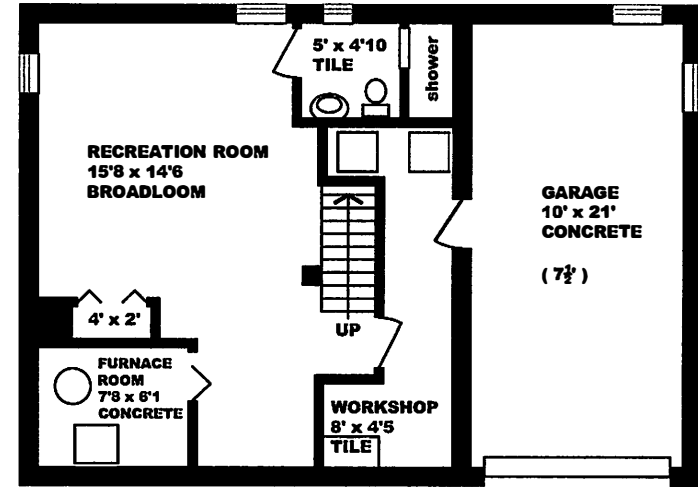 5' x 4'10
TILE
shower
RECREATION ROOM
15'8 x 14'6
BROADLOOM
GARAGE
10' x 21'
CONCRETE
( 7½' )
4' x 2'
UP
FURNACE
ROOM
7'8 x 6'1
CONCRETE
WORKSHOP
8' x 4'5
TILE